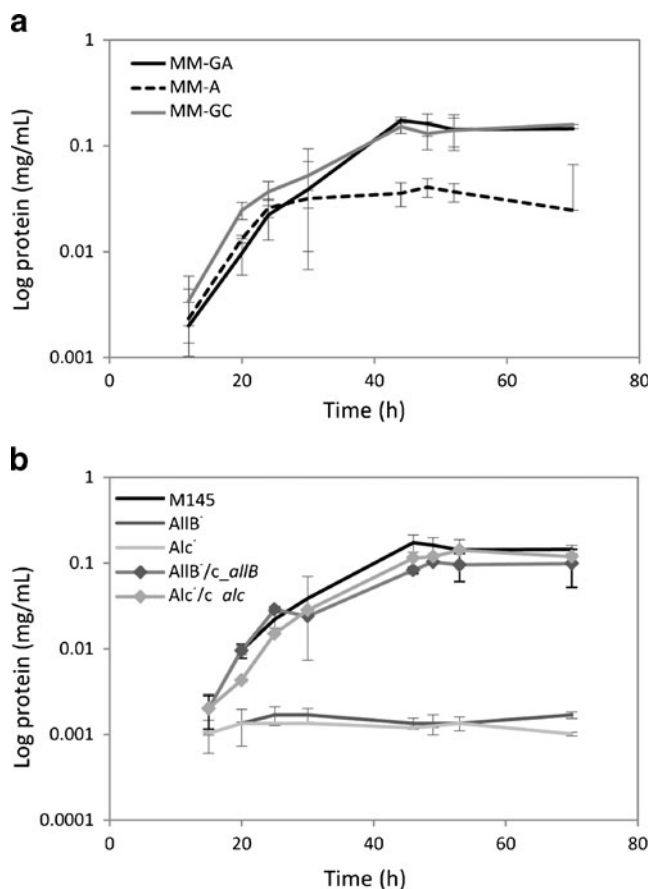 a
1
MM-GA
MM-A
MM-GC
0.1
0.01
0.001
Log protein (mg/mL)
0 20 40 60 80
Time (h)
b
1
M145
AllB-
Alc-
AllB-/c_allB
Alc-/c_alc
0.1
0.01
0.001
0.0001
Log protein (mg/mL)
0 20 40 60 80
Time (h)